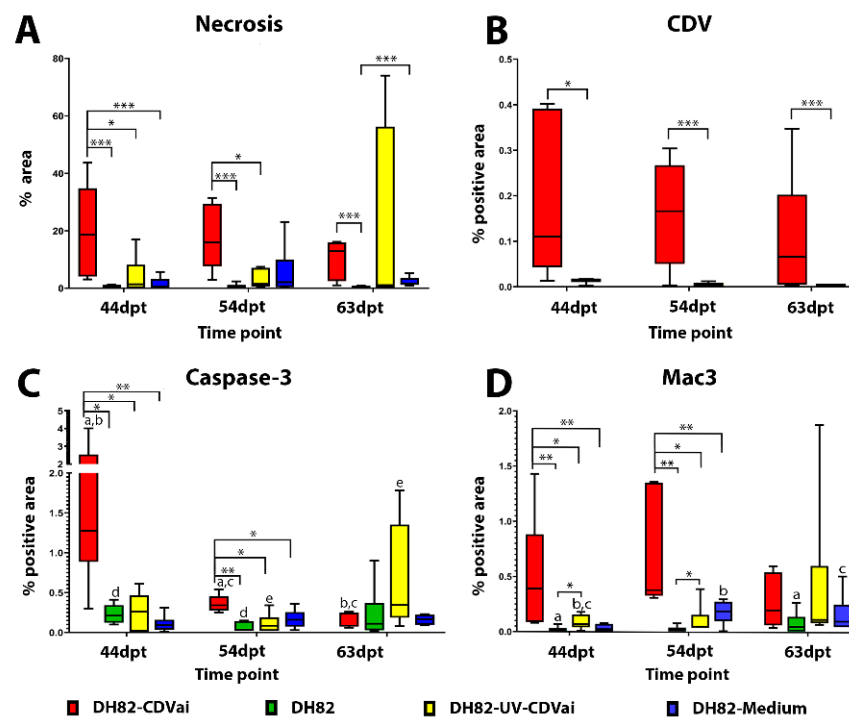 A Necrosis
% area
80
60
40
20
0
***
*
***
***
*
***
***
44dpt 54dpt 63dpt
Time point
B CDV
% positive area
0.5
0.4
0.3
0.2
0.1
0.0
*
***
***
44dpt 54dpt 63dpt
Time point
C Caspase-3
% positive area
5
4
3
2
2.0
1.5
1.0
0.5
0.0
**
*
*
a,b
d
*
*
**
a,c
d
e
b,c
e
44dpt 54dpt 63dpt
Time point
D Mac3
% positive area
2.0
1.5
1.0
0.5
0.0
**
*
**
*
a
b,c
**
*
**
*
b
a
c
44dpt 54dpt 63dpt
Time point
DH82-CDVai DH82 DH82-UV-CDVai DH82-Medium